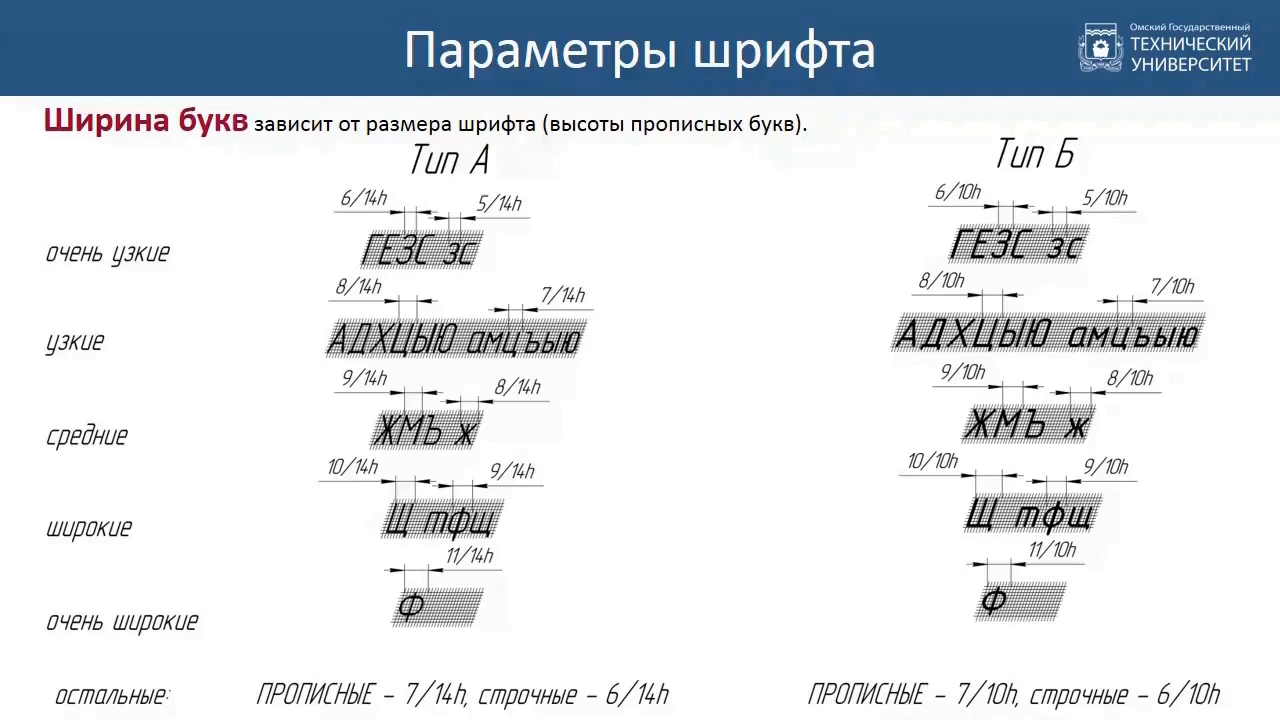 Параметры шрифта
Омский Государственный
ТЕХНИЧЕСКИЙ
УНИВЕРСИТЕТ
Ширина букв зависит от размера шрифта (высоты прописных букв).
Тип А
Тип Б
6/14h
5/14h
6/10h
5/10h
очень узкие
ГЕЗС зс
ГЕЗС зс
8/14h
7/14h
8/10h
7/10h
узкие
АДХЦЫЮ амцъыю
АДХЦЫЮ амцъыю
9/14h
8/14h
9/10h
8/10h
средние
ЖМЪ ж
ЖМЪ ж
10/14h
9/14h
10/10h
9/10h
широкие
Щ тфщ
Щ тфщ
11/14h
11/10h
очень широкие
Ф
Ф
остальные:
ПРОПИСНЫЕ - 7/14h, строчные - 6/14h
ПРОПИСНЫЕ - 7/10h, строчные - 6/10h